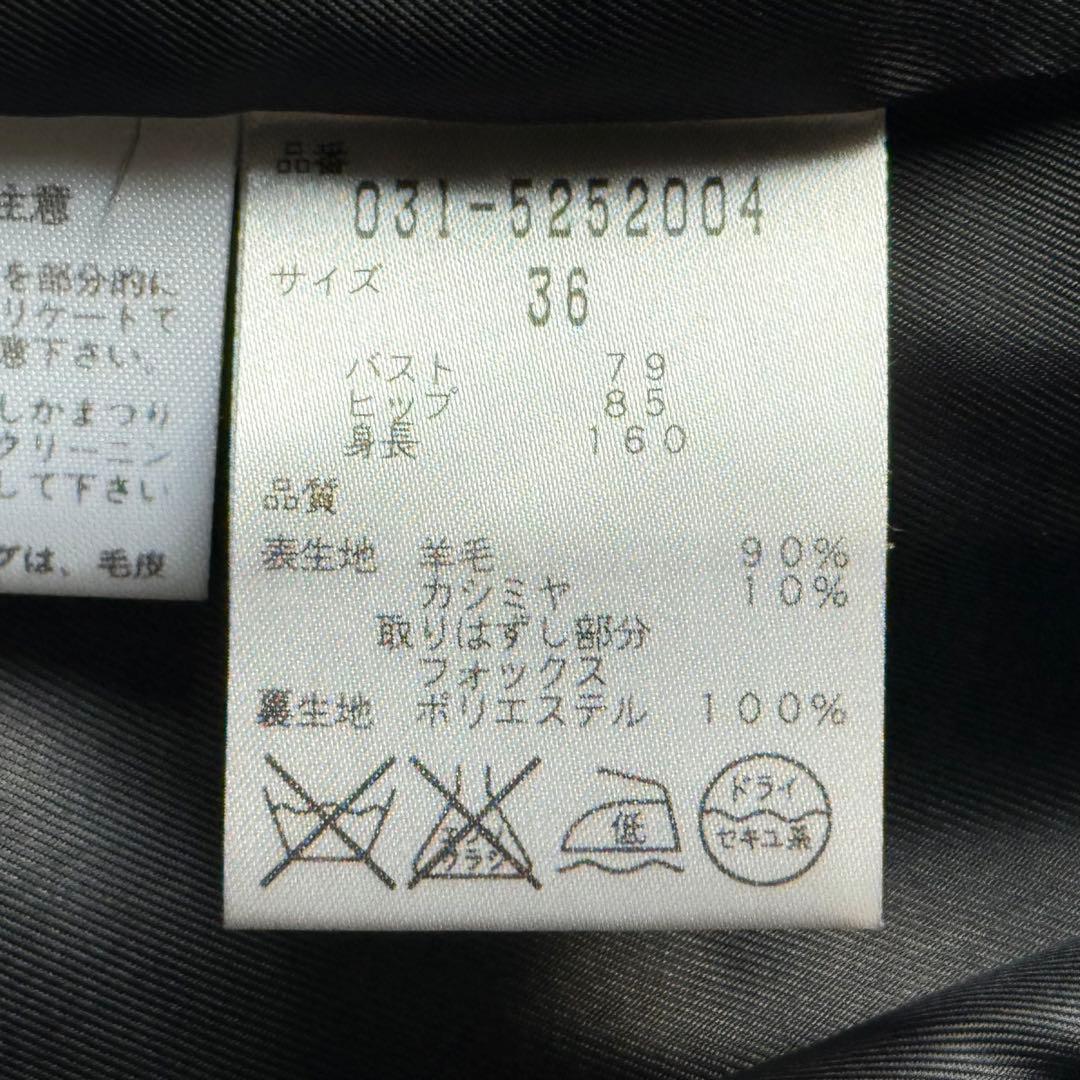 主意
を部分的に
リケートて
意下さい。
しかまつり
クリーニン
して下さい
グは、毛皮
品番
031-5252004
サイズ 36
バスト 79
ヒップ 85
身長 160
品質
表生地 羊毛 90%
カシミヤ 10%
取りはずし部分
フォックス
裏生地 ポリエステル 100%
低
ドライ
セキユ系